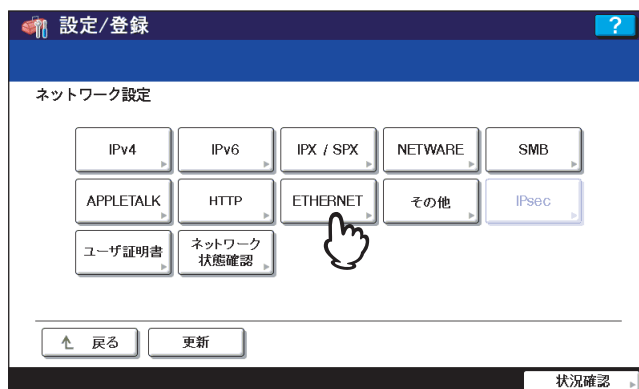 設定/登録
?
ネットワーク設定
IPv4
IPv6
IPX / SPX
NETWARE
SMB
APPLETALK
HTTP
ETHERNET
その他
IPsec
ユーザ証明書
ネットワーク
状態確認
戻る
更新
状況確認